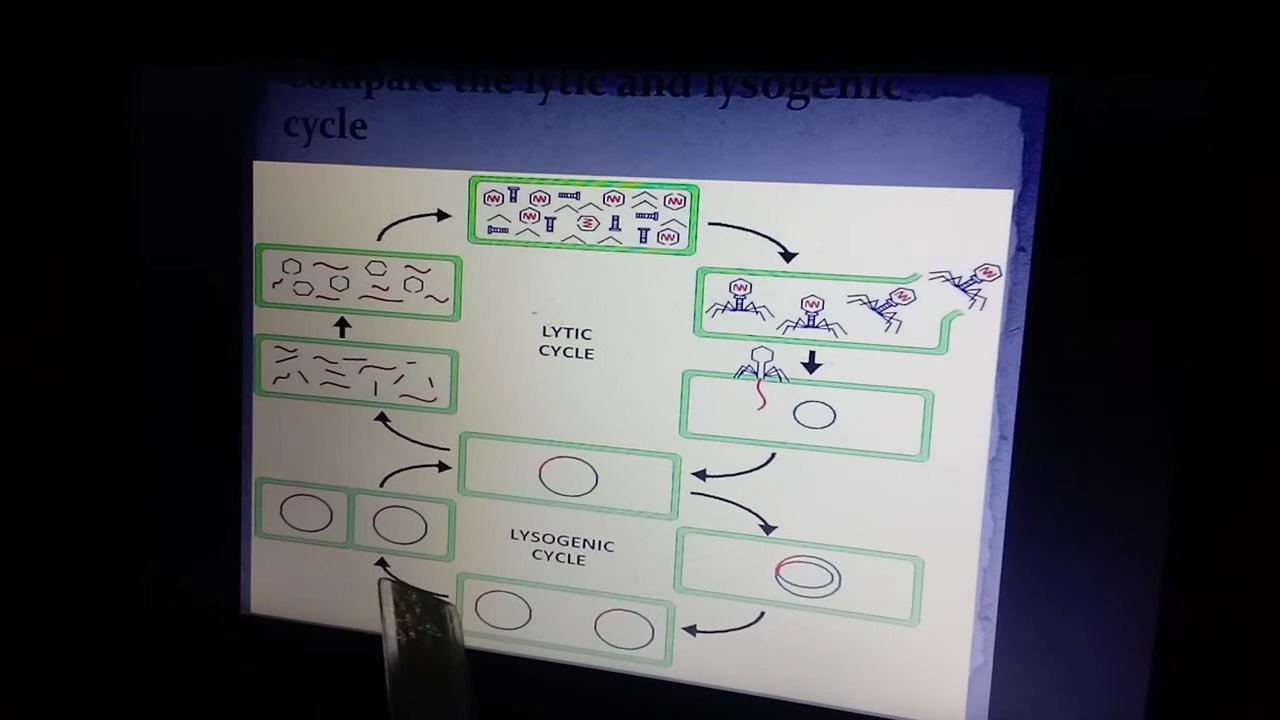 Compare the lytic and lysogenic
cycle
LYTIC
CYCLE
LYSOGENIC
CYCLE